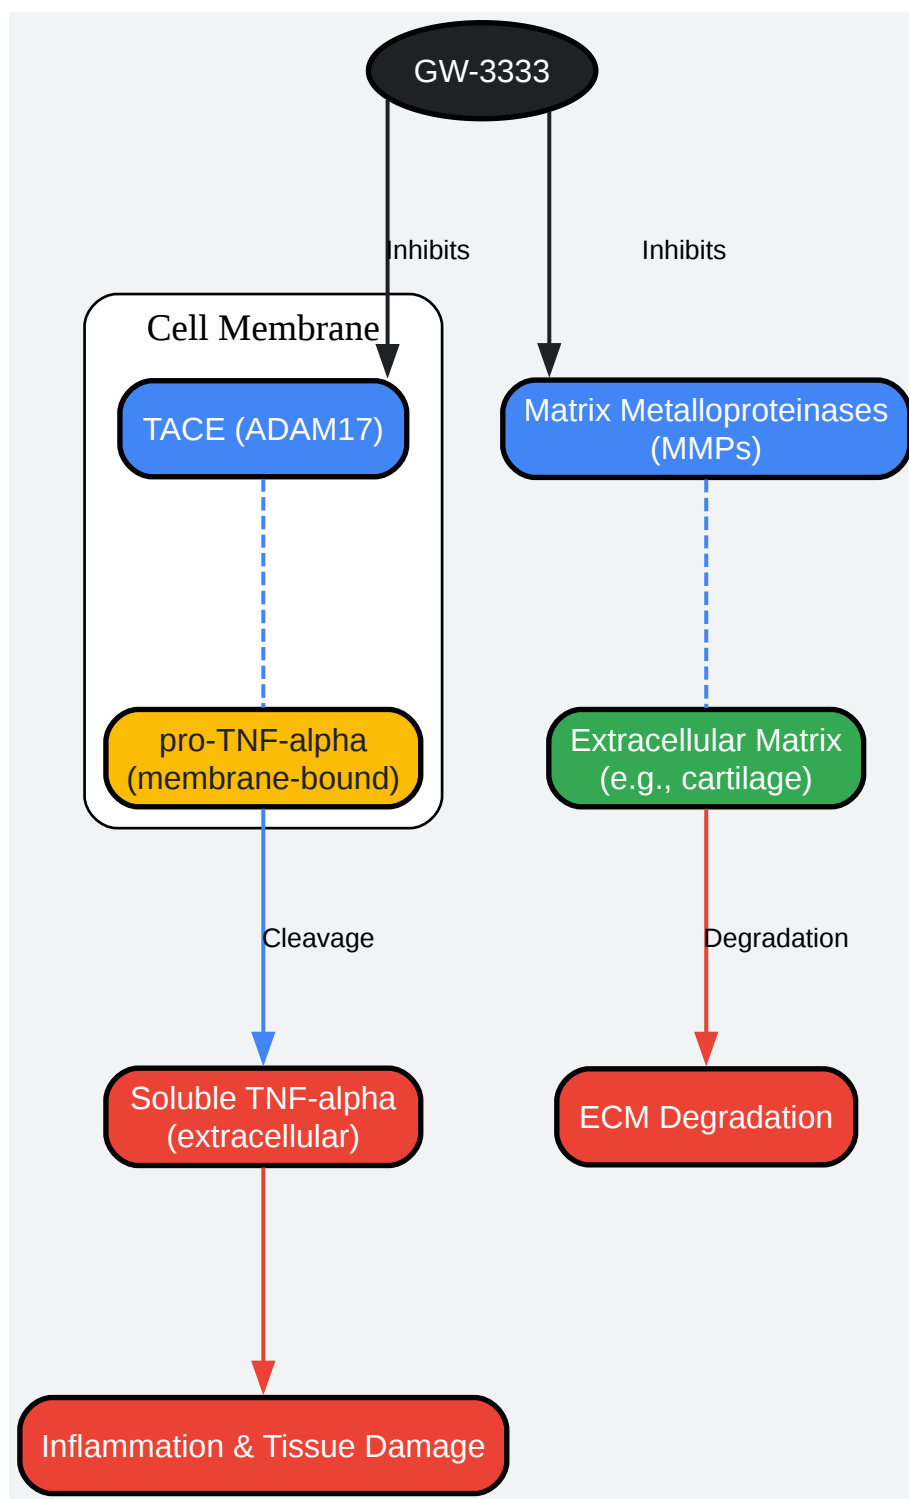 GW-3333
Inhibits
Inhibits
Cell Membrane
TACE (ADAM17)
Matrix Metalloproteinases
(MMPs)
pro-TNF-alpha
(membrane-bound)
Extracellular Matrix
(e.g., cartilage)
Cleavage
Degradation
Soluble TNF-alpha
(extracellular)
ECM Degradation
Inflammation & Tissue Damage